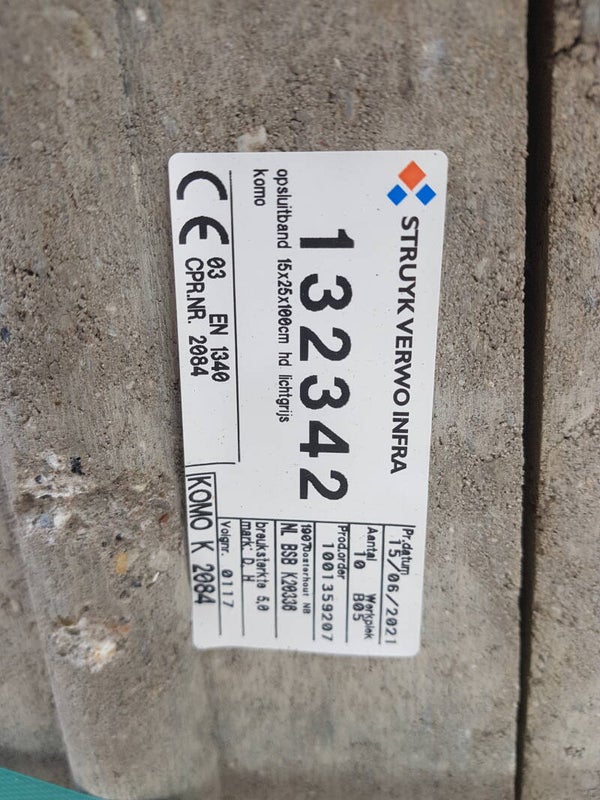 STRUYK VERWO INFRA
132342
opsluitband 15x25x100cm hd lichtgrijs
komo
CE
03 EN 1340
CPR.NR. 2084
Pr.datum
15/06/2021
Aantal Werkplek
10 B05
Prod.order
1001359207
1907Oosterhout NB
NL BSB K20338
breuksterkte 5,0
mark: D, H
Volgnr. 0117
KOMO K 2084